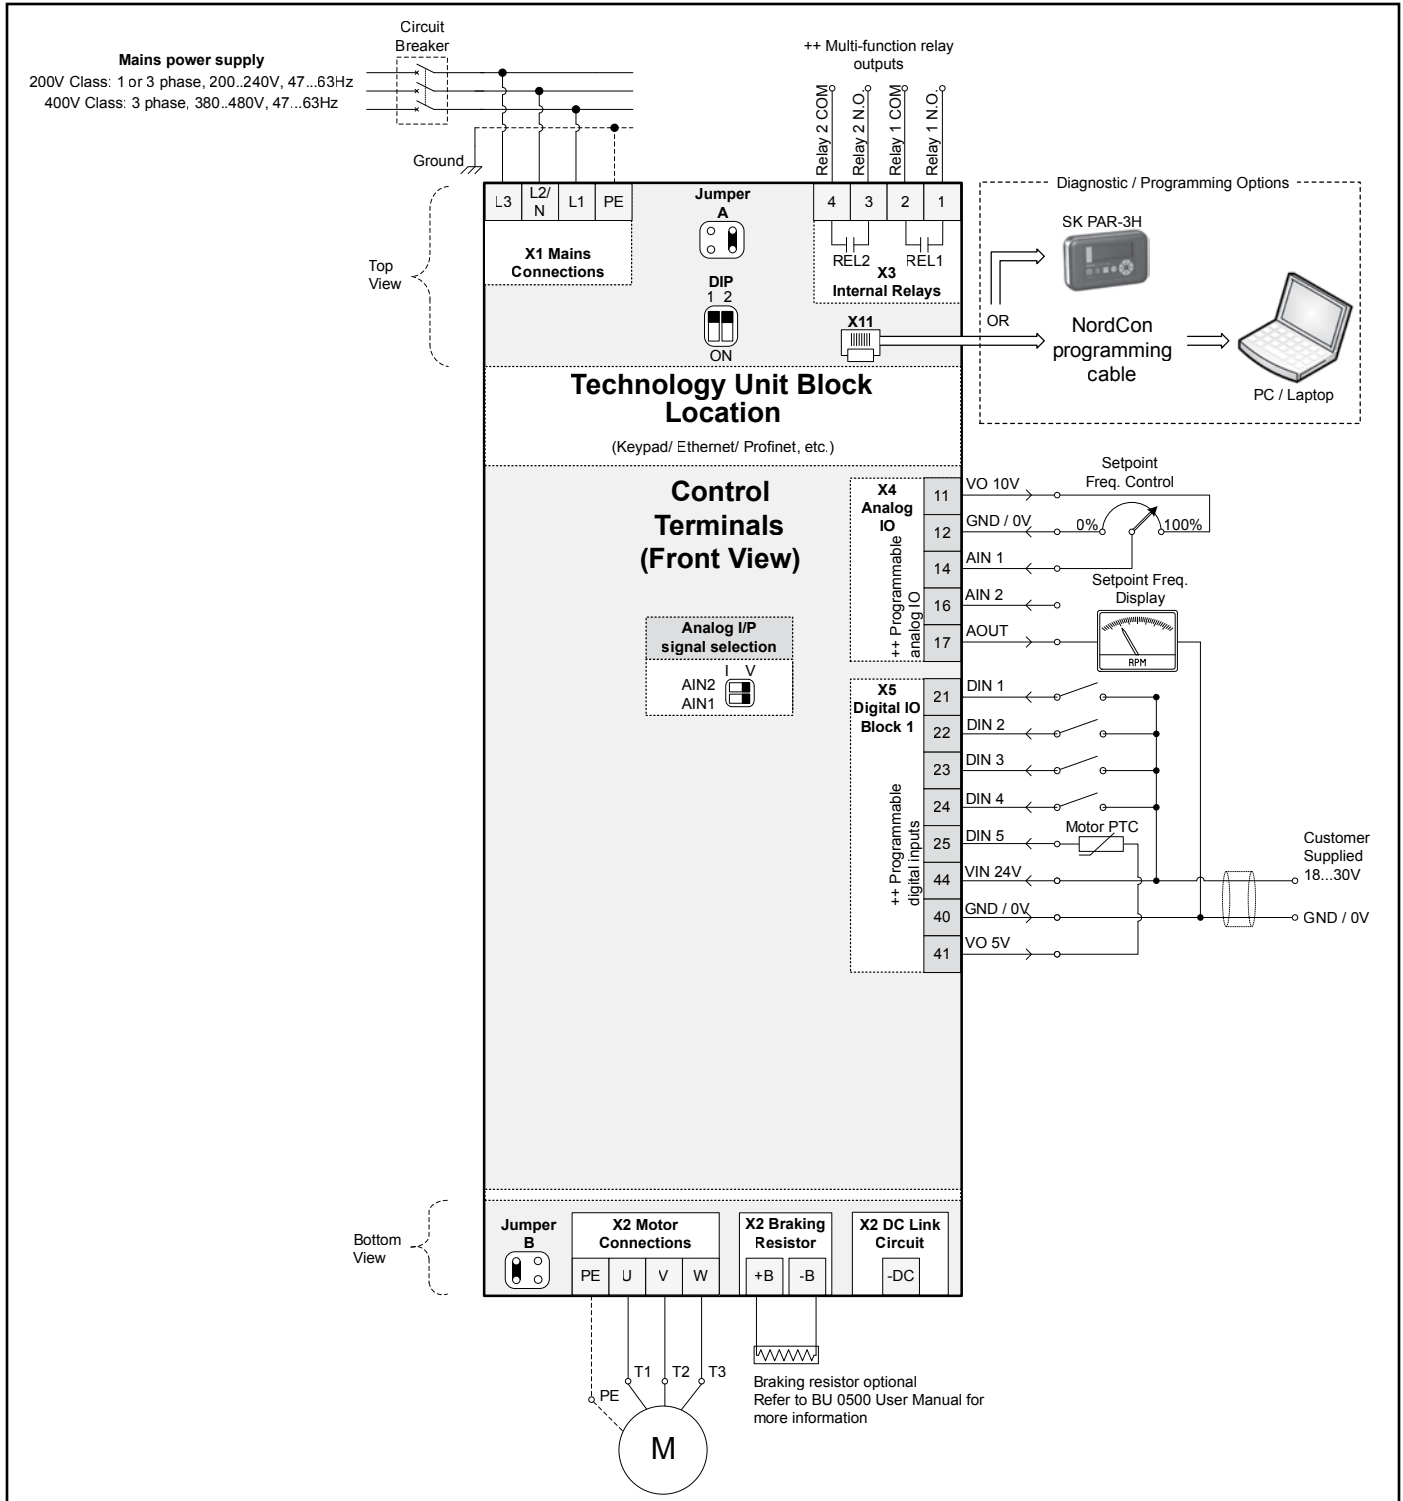 Circuit
Breaker
Mains power supply
200V Class: 1 or 3 phase, 200..240V, 47...63Hz
400V Class: 3 phase, 380..480V, 47...63Hz
Ground
++ Multi-function relay
outputs
Relay 2 COM
Relay 2 N.O.
Relay 1 COM
Relay 1 N.O.
Top
View
L3
L2/
N
L1
PE
X1 Mains
Connections
Jumper
A
DIP
1 2
ON
4
3
2
1
REL2
REL1
X3
Internal Relays
X11
Diagnostic / Programming Options
SK PAR-3H
OR
NordCon
programming
cable
PC / Laptop
Technology Unit Block
Location
(Keypad/ Ethernet/ Profinet, etc.)
Control
Terminals
(Front View)
X4
Analog
IO
++ Programmable
analog IO
11
12
14
16
17
VO 10V
GND / 0V
AIN 1
AIN 2
AOUT
Setpoint
Freq. Control
0%
100%
Setpoint Freq.
Display
RPM
Analog I/P
signal selection
I V
AIN2
AIN1
X5
Digital IO
Block 1
++ Programmable
digital inputs
21
22
23
24
25
44
40
41
DIN 1
DIN 2
DIN 3
DIN 4
DIN 5
VIN 24V
GND / 0V
VO 5V
Motor PTC
Customer
Supplied
18...30V
GND / 0V
Bottom
View
Jumper
B
X2 Motor
Connections
PE
U
V
W
X2 Braking
Resistor
+B
-B
X2 DC Link
Circuit
-DC
PE
T1
T2
T3
M
Braking resistor optional
Refer to BU 0500 User Manual for
more information